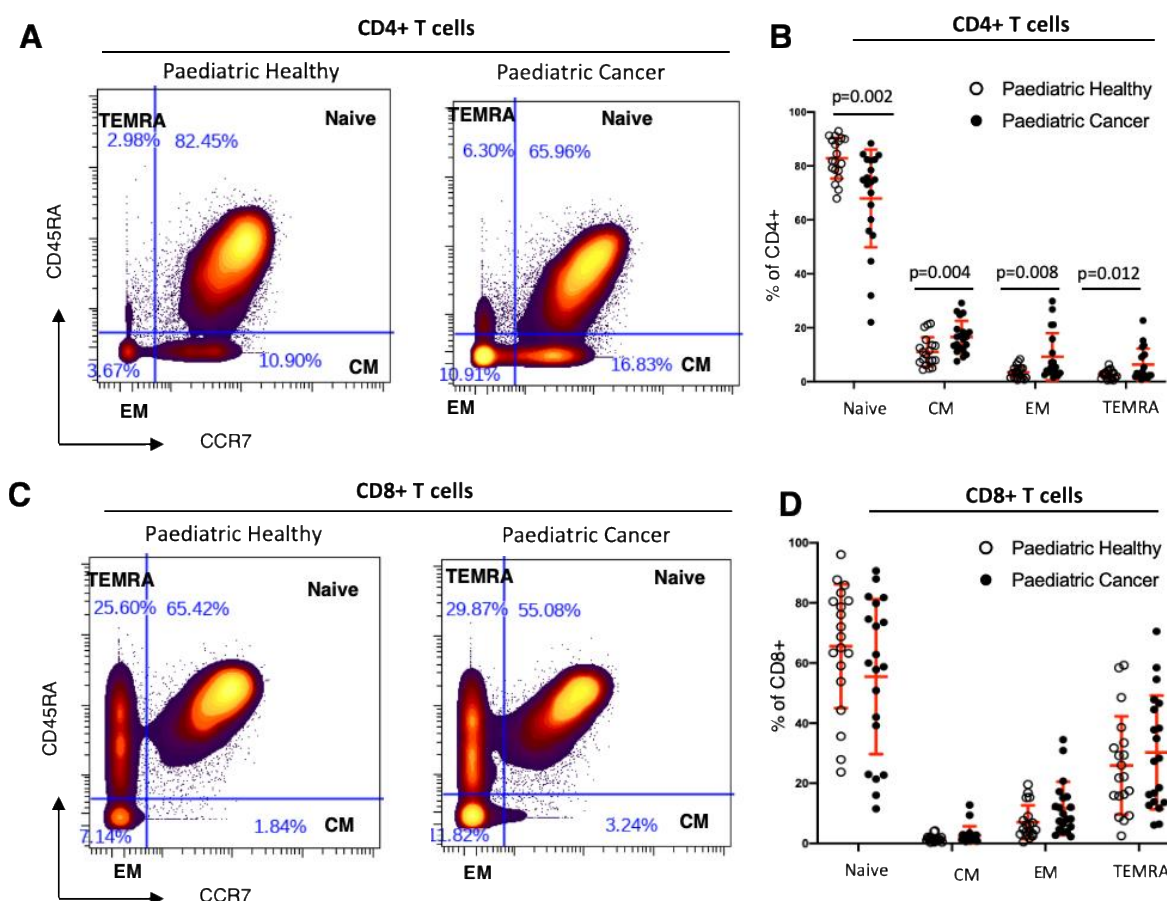 A
CD4+ T cells
Paediatric Healthy
Paediatric Cancer
TEMRA
Naive
2.98% 82.45%
CD45RA
3.67%
10.90%
CM
EM
CCR7
TEMRA
Naive
6.30% 65.96%
10.91%
16.83%
CM
EM
B
CD4+ T cells
Paediatric Healthy
Paediatric Cancer
p=0.002
p=0.004
p=0.008
p=0.012
% of CD4+
100
80
60
40
20
0
Naive
CM
EM
TEMRA
C
CD8+ T cells
Paediatric Healthy
Paediatric Cancer
TEMRA
Naive
25.60% 65.42%
CD45RA
7.14%
1.84%
CM
EM
CCR7
TEMRA
Naive
29.87% 55.08%
11.82%
3.24%
CM
EM
D
CD8+ T cells
Paediatric Healthy
Paediatric Cancer
% of CD8+
100
80
60
40
20
0
Naive
CM
EM
TEMRA